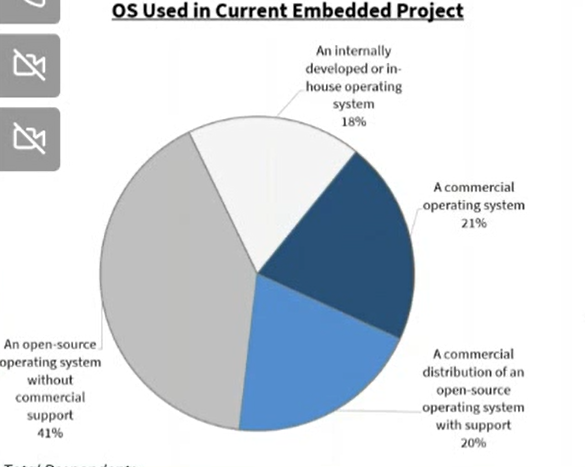 OS Used in Current Embedded Project
An internally
developed or in-
house operating
system
18%
A commercial
operating system
21%
An open-source
operating system
without
commercial
support
41%
A commercial
distribution of an
open-source
operating system
with support
20%
Total Respondents